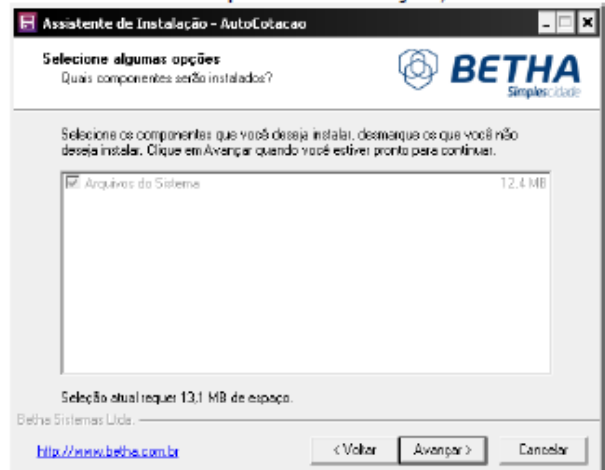 Assistente de Instalação - AutoCotacao
Selecione algumas opções
Quais componentes serão instalados?
BETHA
Simplescidade
Selecione os componentes que você deseja instalar, desmarque os que você não
deseja instalar. Clique em Avançar quando você estiver pronto para continuar.
Arquivos do Sistema 12,4 MB
Seleção atual requer 13,1 MB de espaço.
Betha Sistemas Ltda.
http://www.betha.com.br
< Voltar Avançar > Cancelar